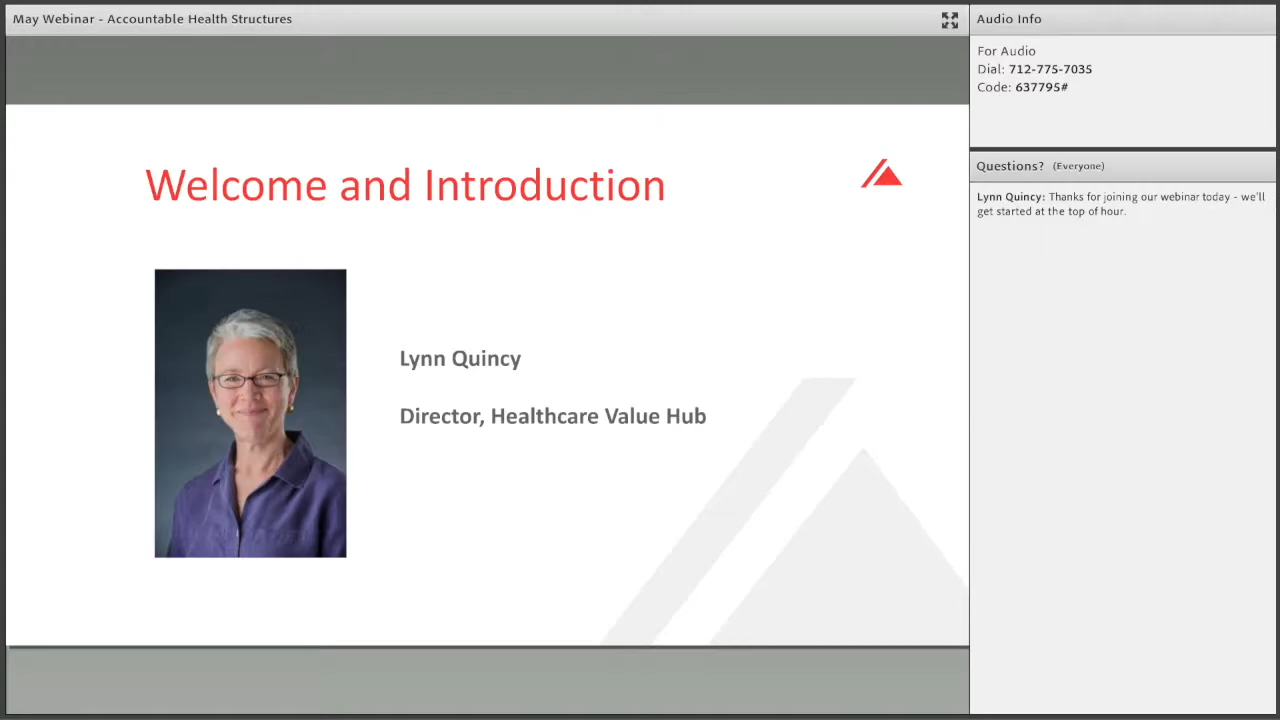 May Webinar - Accountable Health Structures
Welcome and Introduction
Lynn Quincy
Director, Healthcare Value Hub
Audio Info
For Audio
Dial: 712-775-7035
Code: 637795#
Questions? (Everyone)
Lynn Quincy: Thanks for joining our webinar today - we'll
get started at the top of hour.